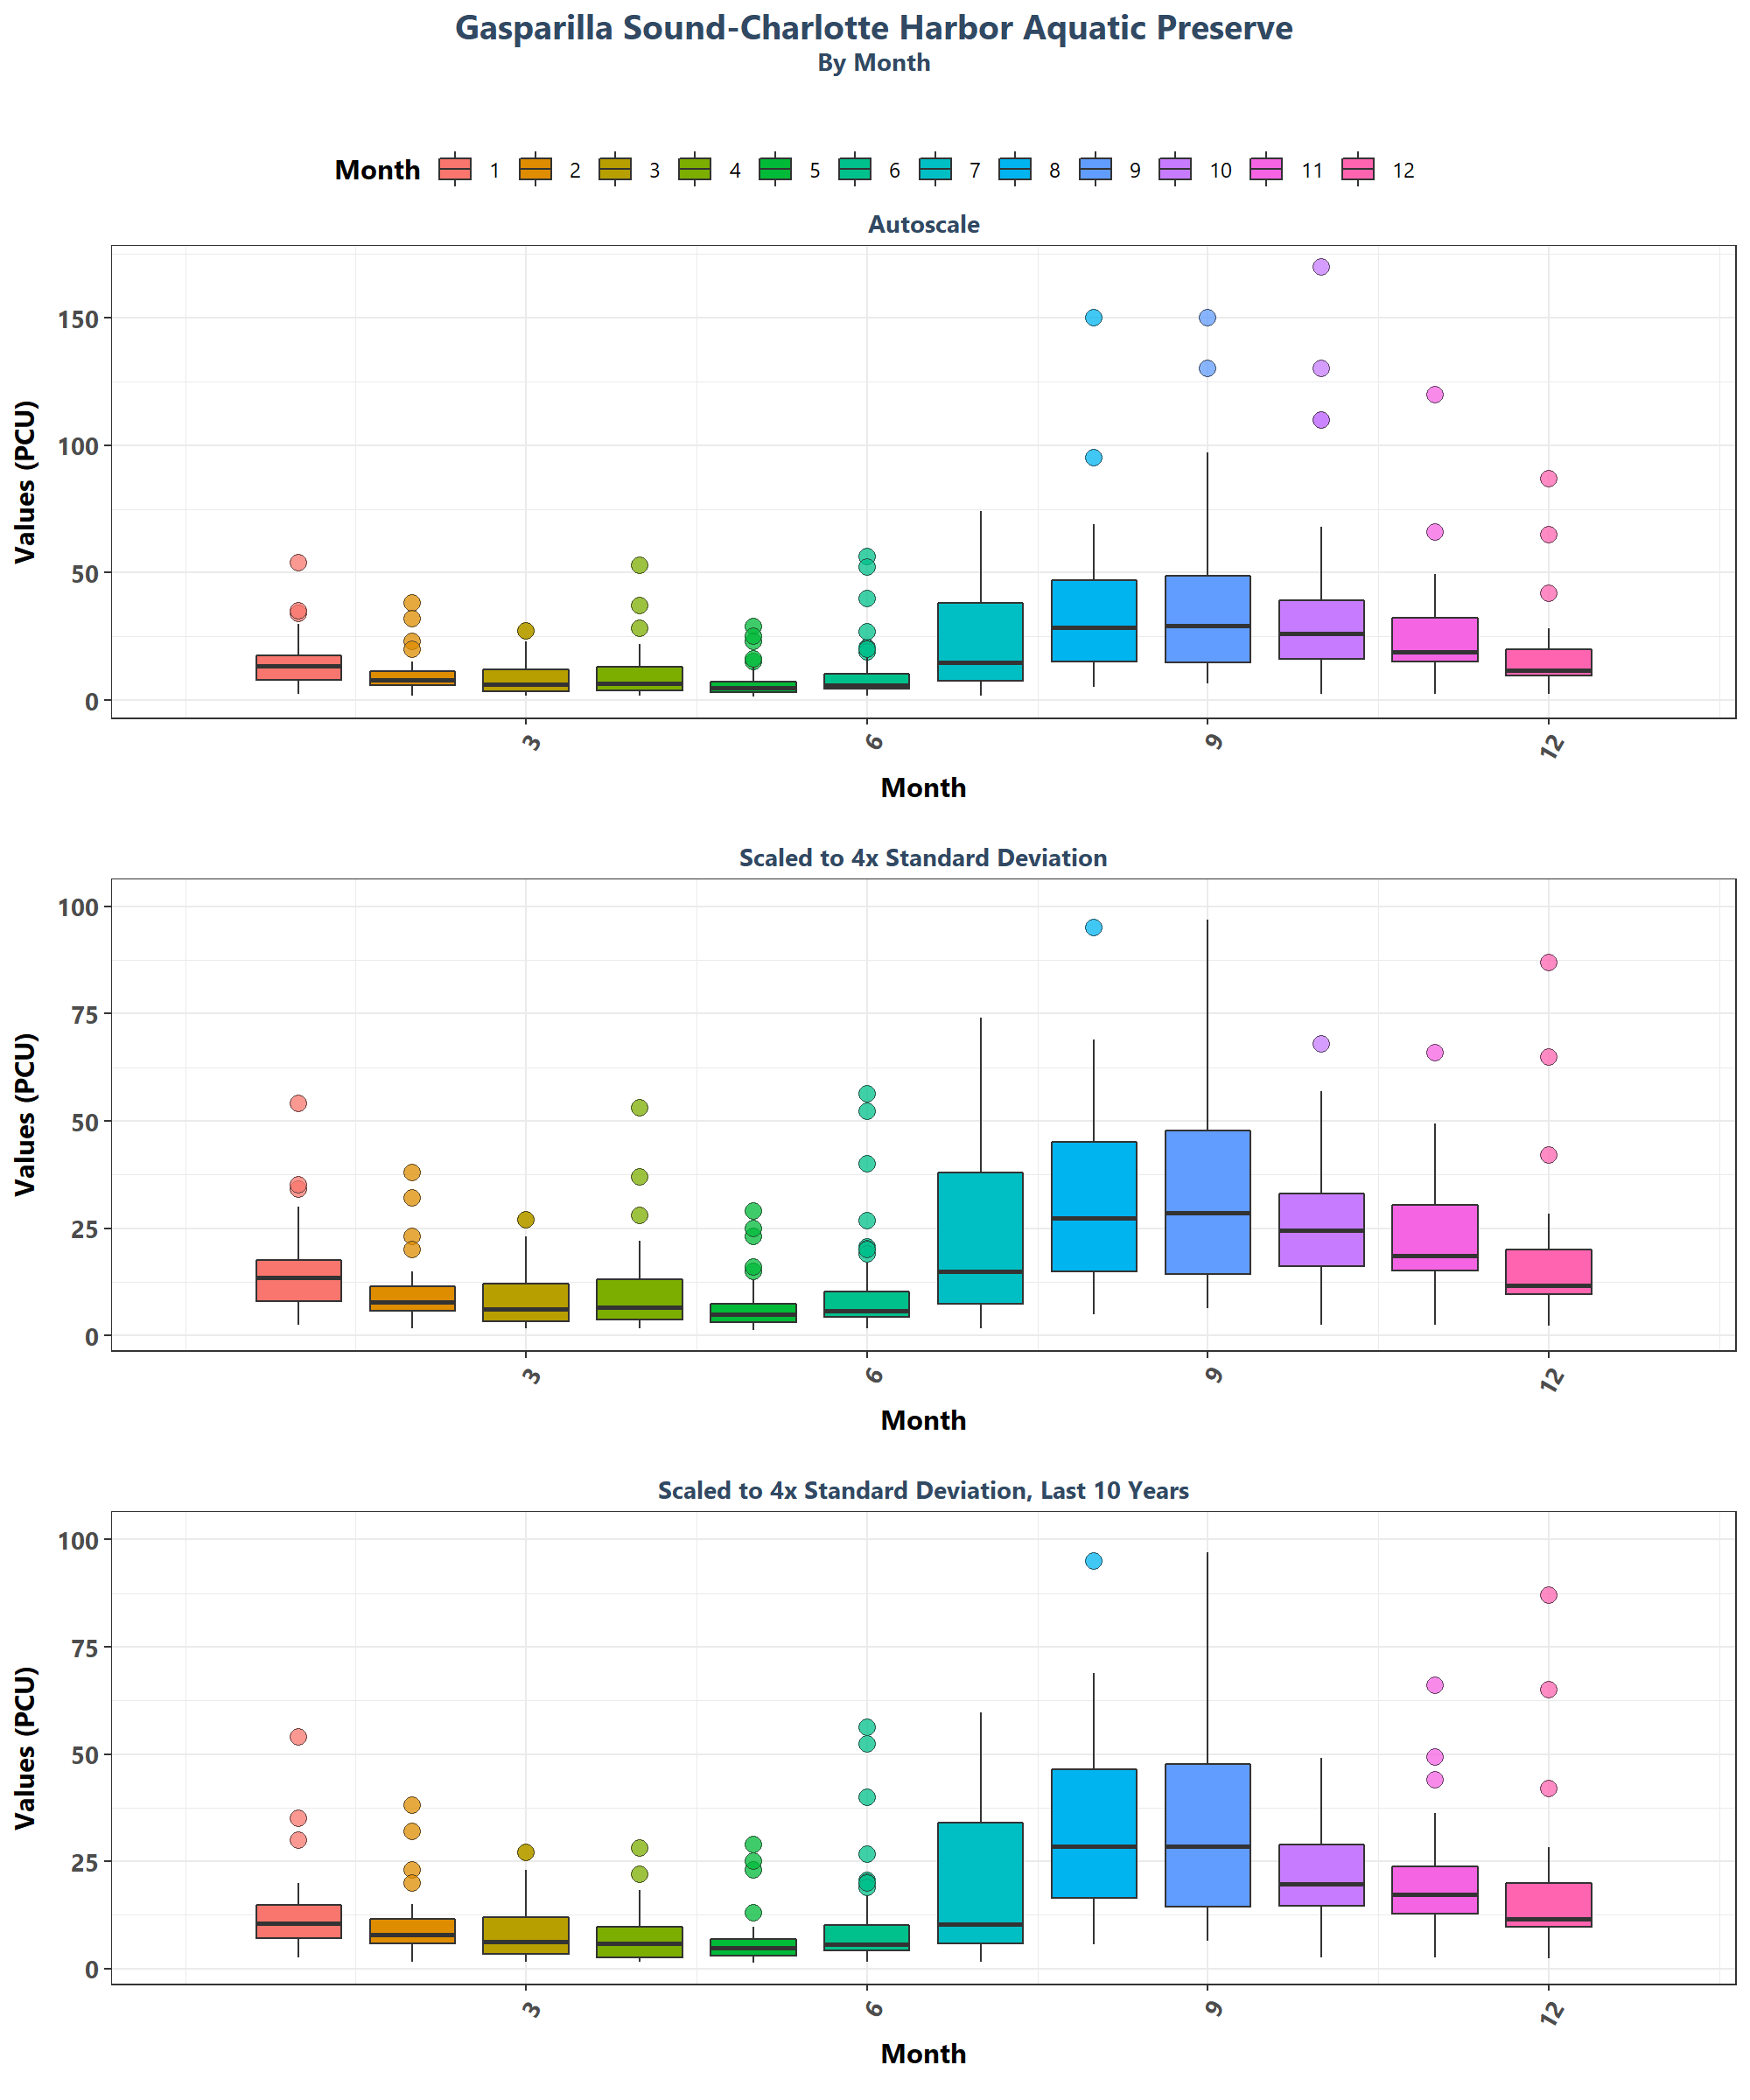 Gasparilla Sound-Charlotte Harbor Aquatic Preserve
By Month
Month 1 2 3 4 5 6 7 8 9 10 11 12
Autoscale
Values (PCU)
150
100
50
0
3 6 9 12
Month
Scaled to 4x Standard Deviation
Values (PCU)
100
75
50
25
0
3 6 9 12
Month
Scaled to 4x Standard Deviation, Last 10 Years
Values (PCU)
100
75
50
25
0
3 6 9 12
Month